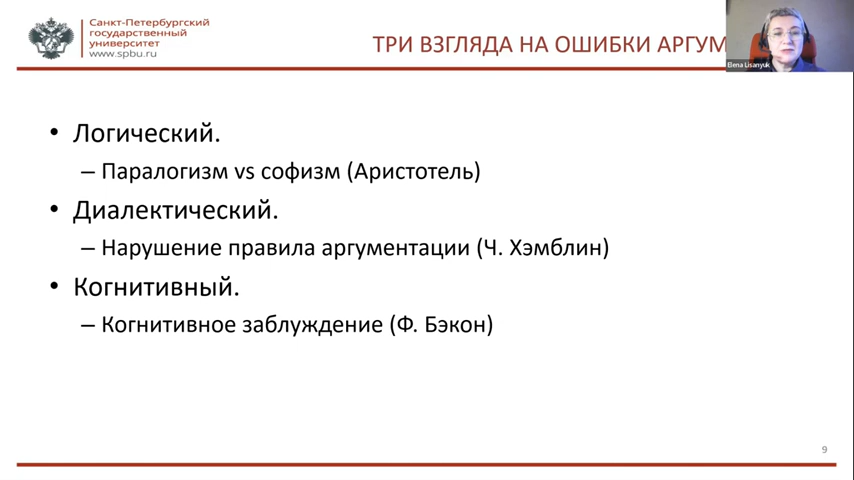 Санкт-Петербургский
государственный
университет
www.spbu.ru
ТРИ ВЗГЛЯДА НА ОШИБКИ
Elena Lisanyuk
• Логический.
– Паралогизм vs софизм (Аристотель)
• Диалектический.
– Нарушение правила аргументации (Ч. Хэмблин)
• Когнитивный.
– Когнитивное заблуждение (Ф. Бэкон)
9